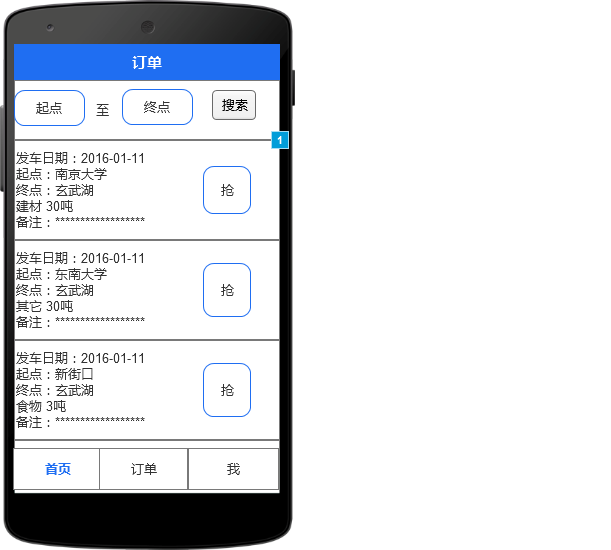 订单
起点 至 终点 搜索
1
发车日期：2016-01-11
起点：南京大学
终点：玄武湖
建材 30吨
备注：******************
抢
发车日期：2016-01-11
起点：东南大学
终点：玄武湖
其它 30吨
备注：******************
抢
发车日期：2016-01-11
起点：新街口
终点：玄武湖
食物 3吨
备注：******************
抢
首页 订单 我